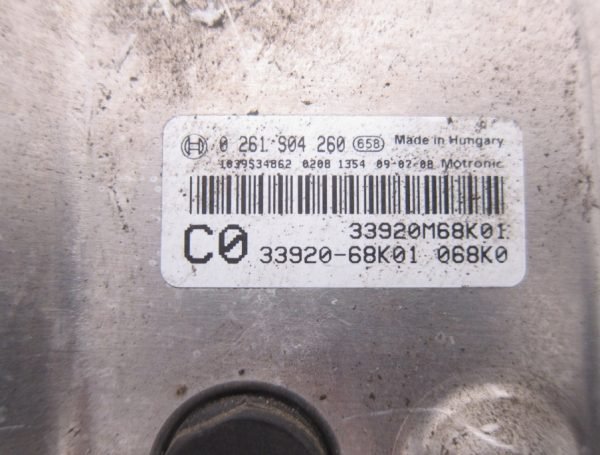 0 261 S04 260 658 Made in Hungary
1039S34862 0208 1354 09-07-08 Motronic
33920M68K01
C0 33920-68K01 068K0